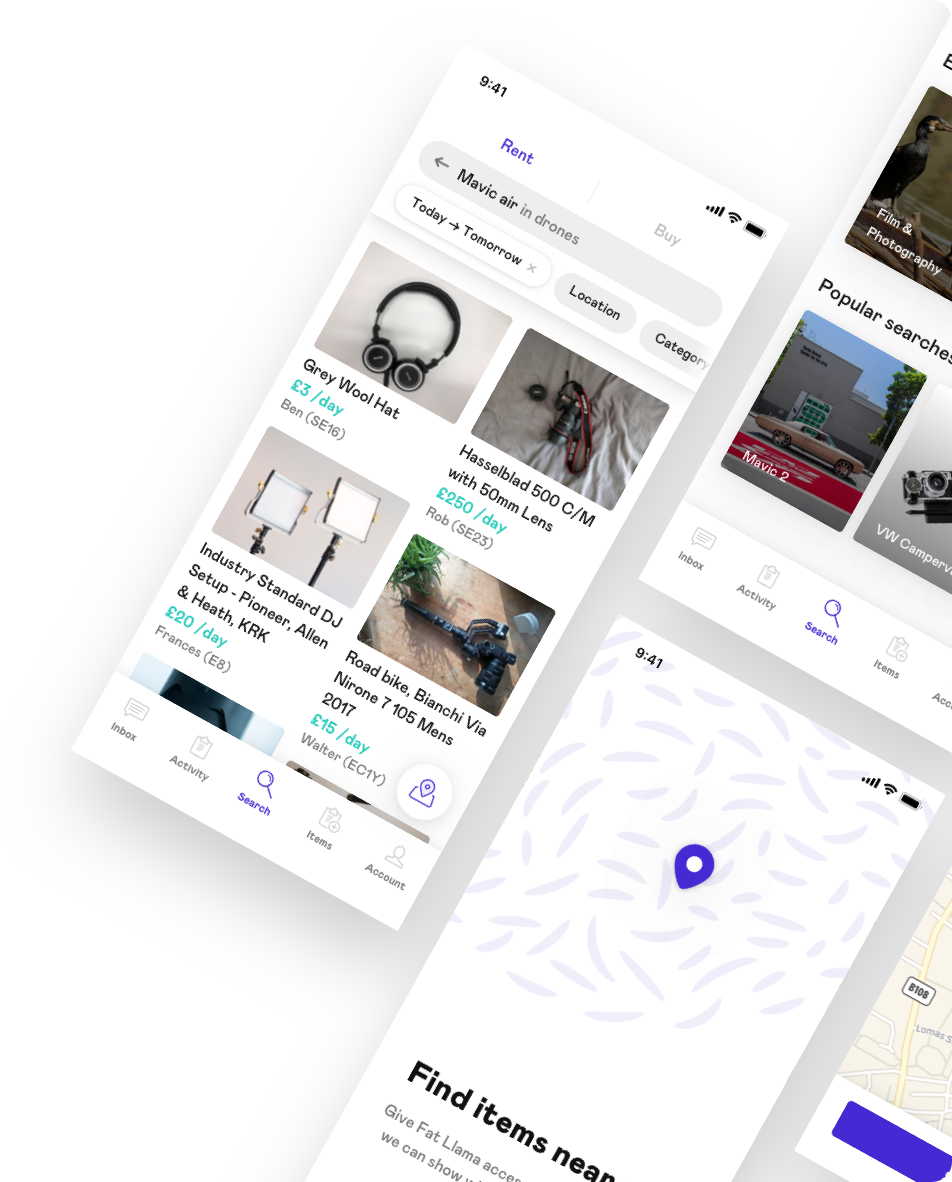 9:41
Rent
Buy
Mavic air in drones
Today → Tomorrow ×
Location
Category
Grey Wool Hat
£3 /day
Ben (SE16)
Hasselblad 500 C/M
with 50mm Lens
£250 /day
Rob (SE23)
Industry Standard DJ
Setup - Pioneer, Allen
& Heath, KRK
£20 /day
Frances (E8)
Road bike, Bianchi Via
Nirone 7 105 Mens
2017
£15 /day
Walter (EC1Y)
Inbox
Activity
Search
Items
Account
Film &
Photography
Popular searches
Mavic 2
VW Camperv
Inbox
Activity
Search
Items
Acc
9:41
Find items near
Give Fat Llama acces
we can show
B108
Lomas S